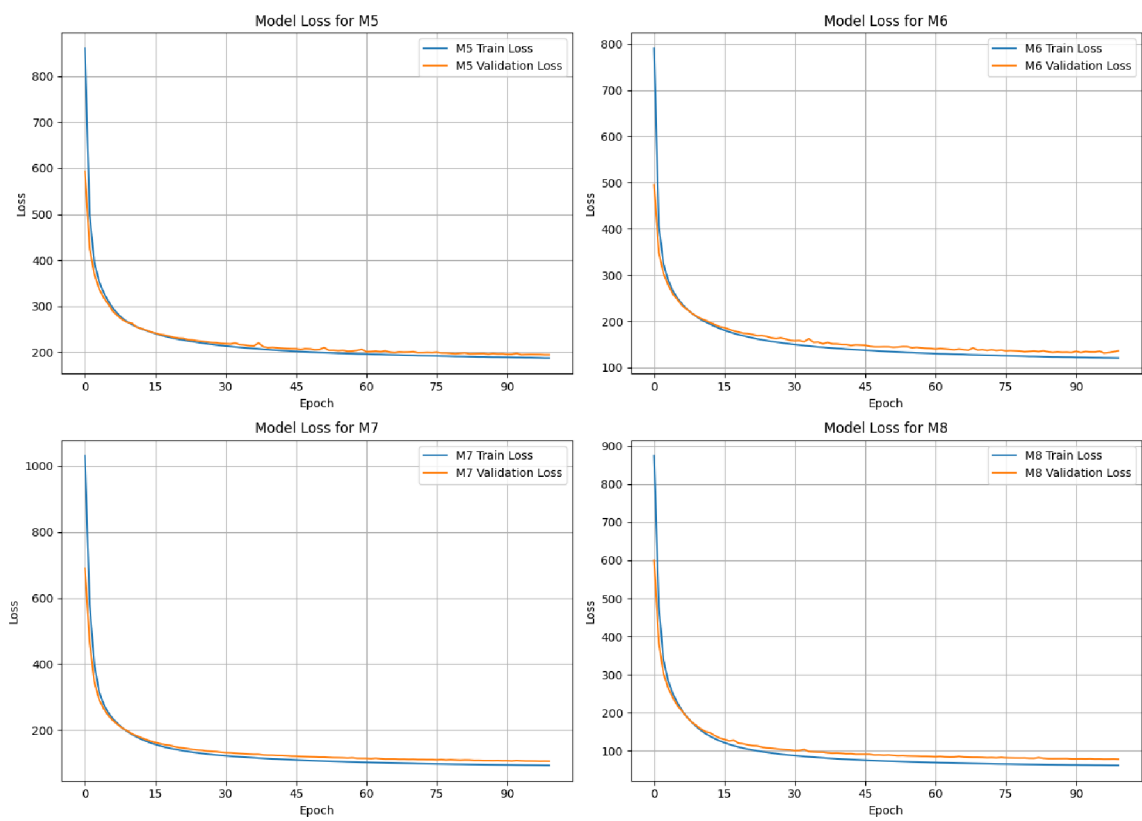 Model Loss for M5
M5 Train Loss
M5 Validation Loss
800
700
600
500
400
300
200
Loss
0 15 30 45 60 75 90
Epoch
Model Loss for M6
M6 Train Loss
M6 Validation Loss
800
700
600
500
400
300
200
100
Loss
0 15 30 45 60 75 90
Epoch
Model Loss for M7
M7 Train Loss
M7 Validation Loss
1000
800
600
400
200
Loss
0 15 30 45 60 75 90
Epoch
Model Loss for M8
M8 Train Loss
M8 Validation Loss
900
800
700
600
500
400
300
200
100
Loss
0 15 30 45 60 75 90
Epoch